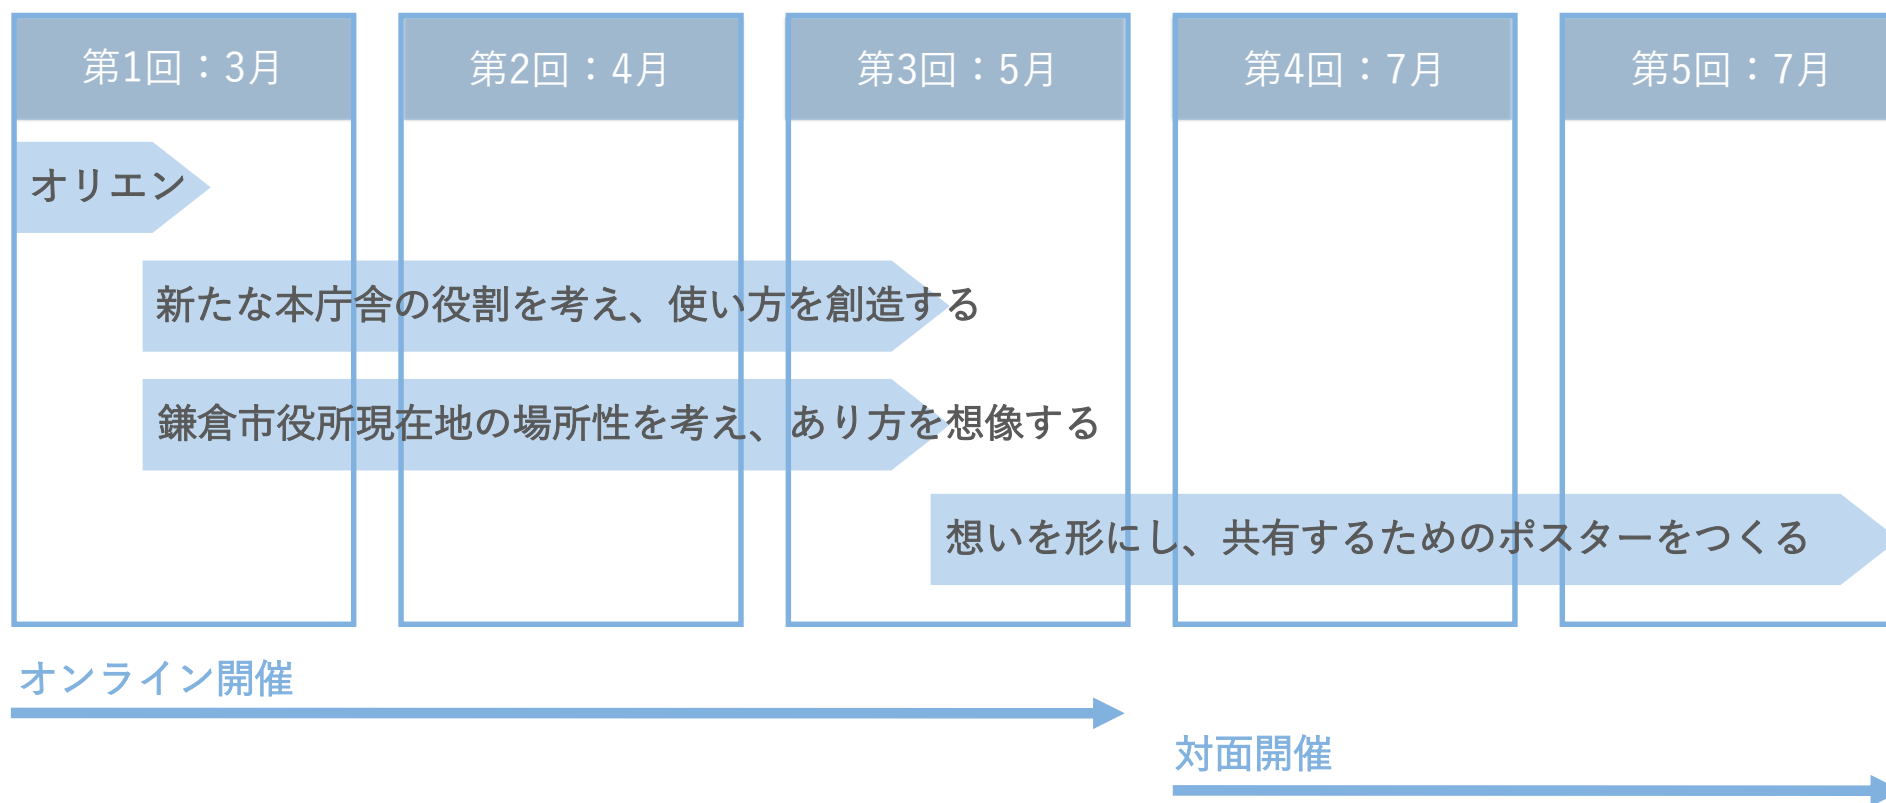 第1回：3月
第2回：4月
第3回：5月
第4回：7月
第5回：7月
オリエン
新たな本庁舎の役割を考え、使い方を創造する
鎌倉市役所現在地の場所性を考え、あり方を想像する
想いを形にし、共有するためのポスターをつくる
オンライン開催
対面開催